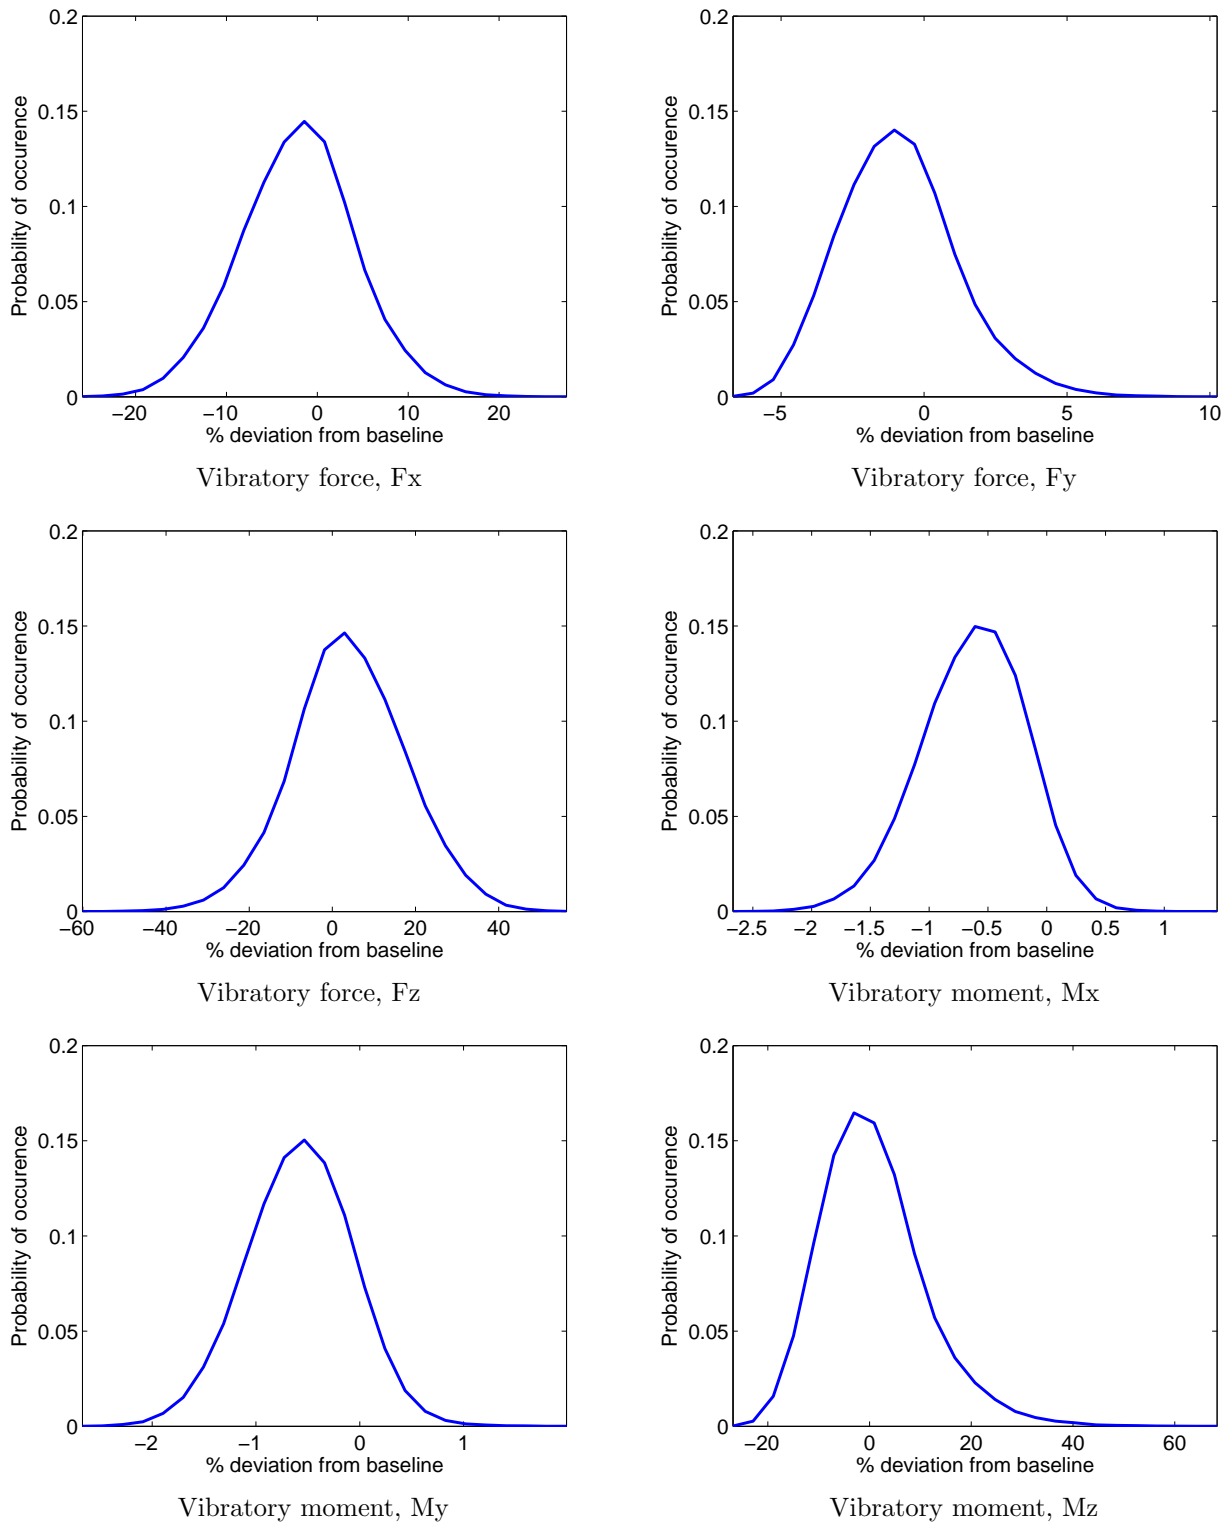 0.2
0.15
0.1
0.05
0
Probability of occurence
−20 −10 0 10 20
% deviation from baseline
Vibratory force, Fx
0.2
0.15
0.1
0.05
0
Probability of occurence
−5 0 5 10
% deviation from baseline
Vibratory force, Fy
0.2
0.15
0.1
0.05
0
Probability of occurence
−60 −40 −20 0 20 40
% deviation from baseline
Vibratory force, Fz
0.2
0.15
0.1
0.05
0
Probability of occurence
−2.5 −2 −1.5 −1 −0.5 0 0.5 1
% deviation from baseline
Vibratory moment, Mx
0.2
0.15
0.1
0.05
0
Probability of occurence
−2 −1 0 1
% deviation from baseline
Vibratory moment, My
0.2
0.15
0.1
0.05
0
Probability of occurence
−20 0 20 40 60
% deviation from baseline
Vibratory moment, Mz